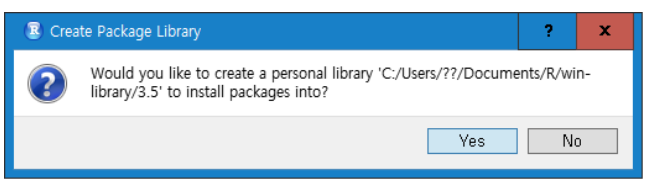 Create Package Library
Would you like to create a personal library 'C:/Users/??/Documents/R/win-
library/3.5' to install packages into?
Yes
No